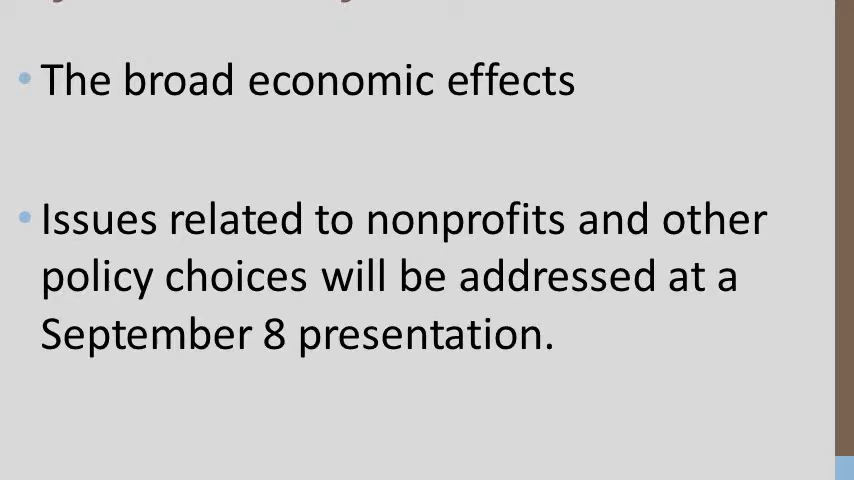 • The broad economic effects
• Issues related to nonprofits and other
policy choices will be addressed at a
September 8 presentation.